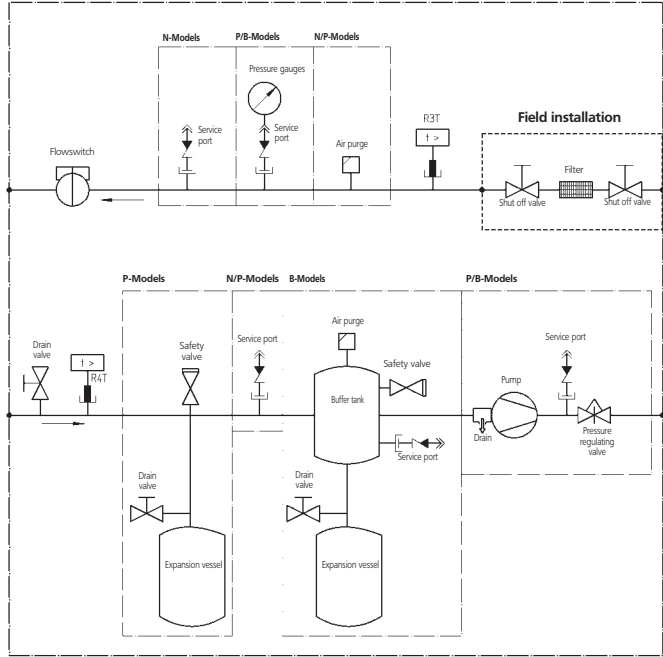 N-Models
P/B-Models
N/P-Models
Pressure gauges
Service
port
Service
port
Air purge
R3T
t >
Field installation
Flowswitch
Filter
Shut off valve
Shut off valve
P-Models
N/P-Models
B-Models
P/B-Models
Drain
valve
t >
R4T
Safety
valve
Service port
Air purge
Safety valve
Buffer tank
Service port
Pump
Drain
Service port
Pressure
regulating
valve
Drain
valve
Drain
valve
Expansion vessel
Expansion vessel